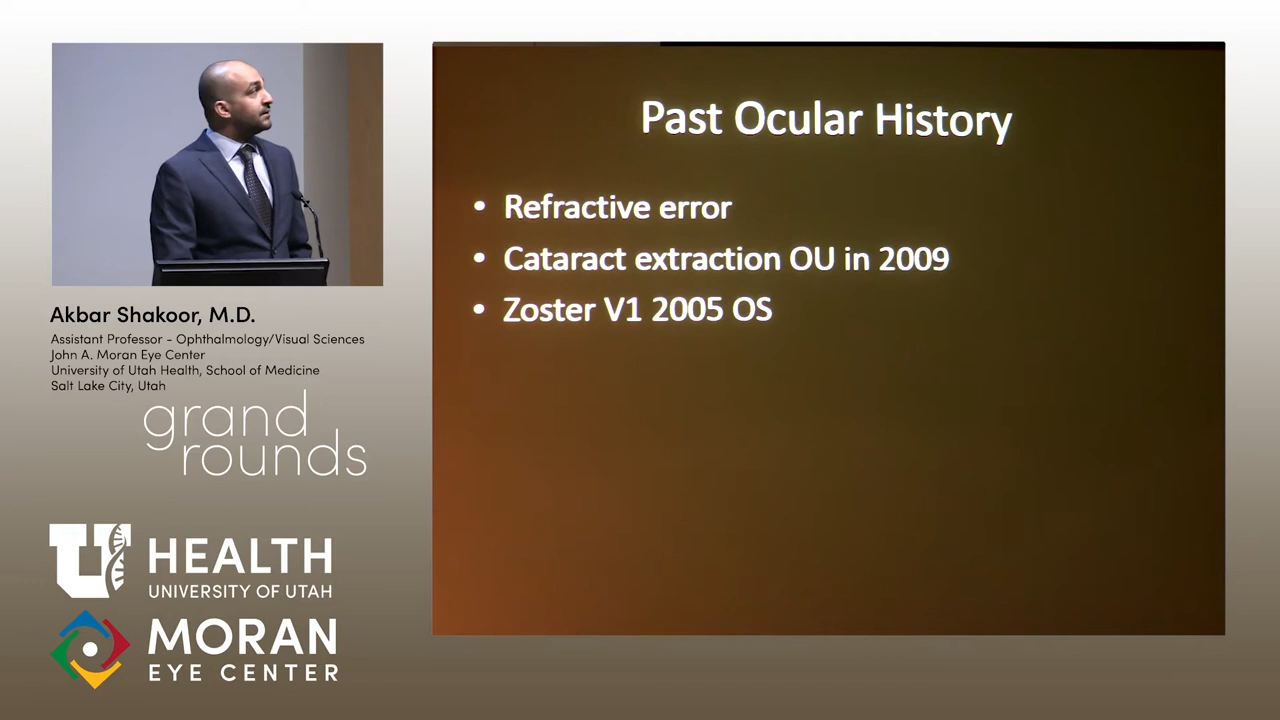 Past Ocular History
• Refractive error
• Cataract extraction OU in 2009
• Zoster V1 2005 OS
Akbar Shakoor, M.D.
Assistant Professor - Ophthalmology/Visual Sciences
John A. Moran Eye Center
University of Utah Health, School of Medicine
Salt Lake City, Utah
grand
rounds
U
HEALTH
UNIVERSITY OF UTAH
MORAN
EYE CENTER